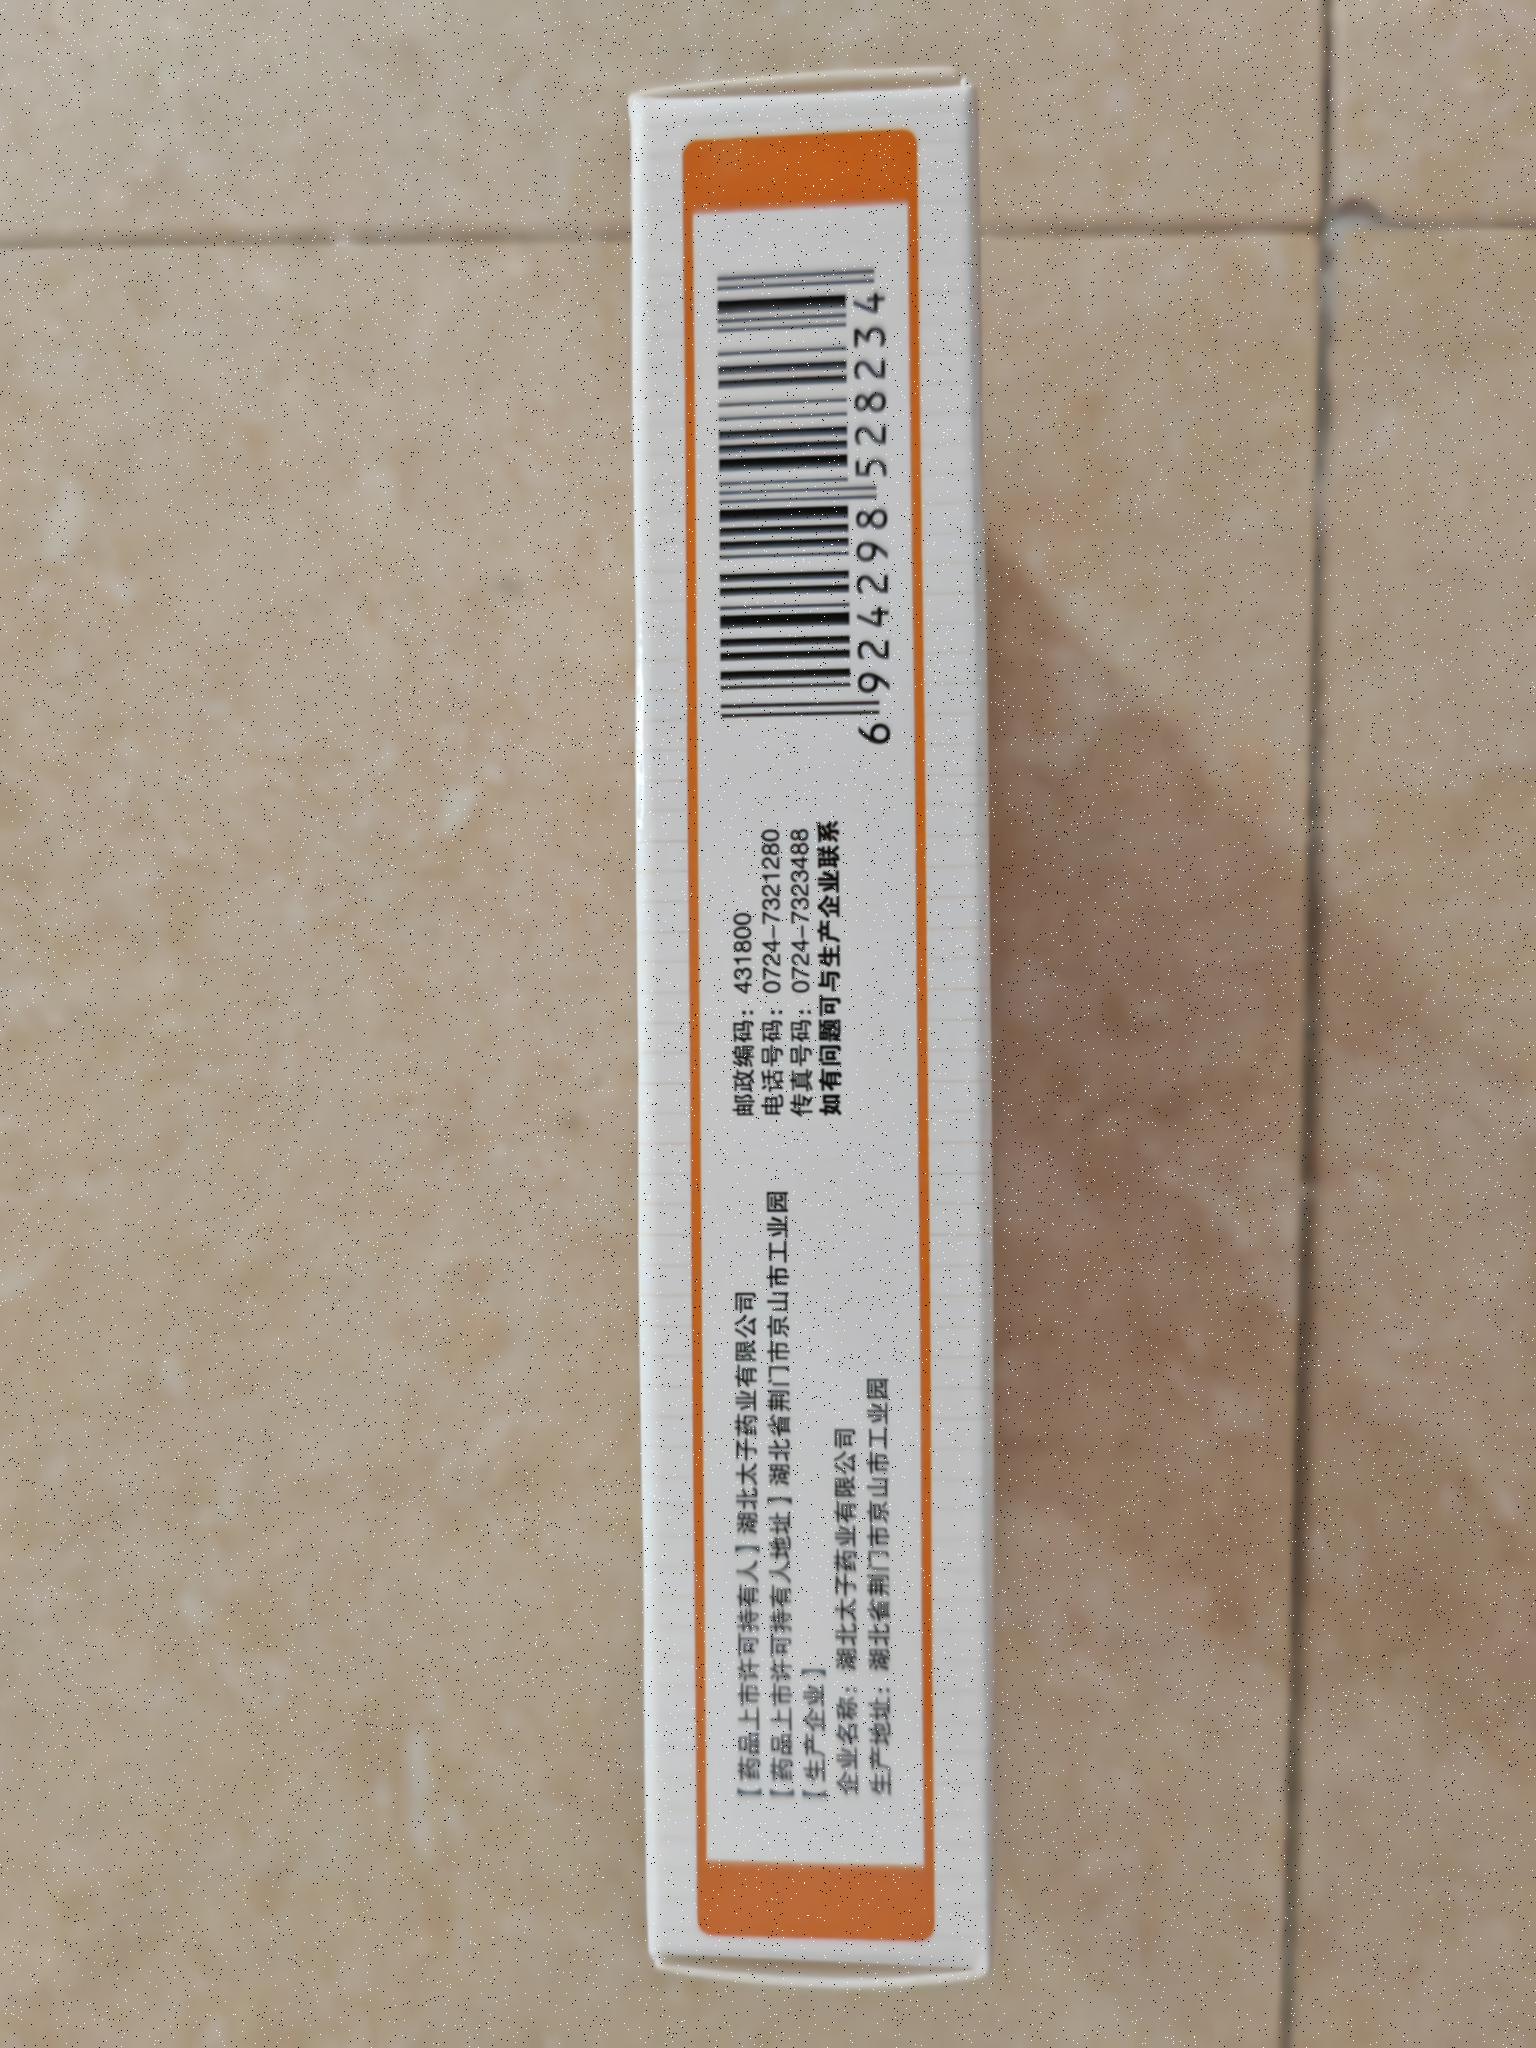 【药品上市许可持有人】湖北太子药业有限公司
【药品上市许可持有人地址】湖北省荆门市京山市工业园
【生产企业】
企业名称：湖北太子药业有限公司
生产地址：湖北省荆门市京山市工业园
邮政编码：431800
电话号码：0724-7321280
传真号码：0724-7323488
如有问题可与生产企业联系
6924298528234